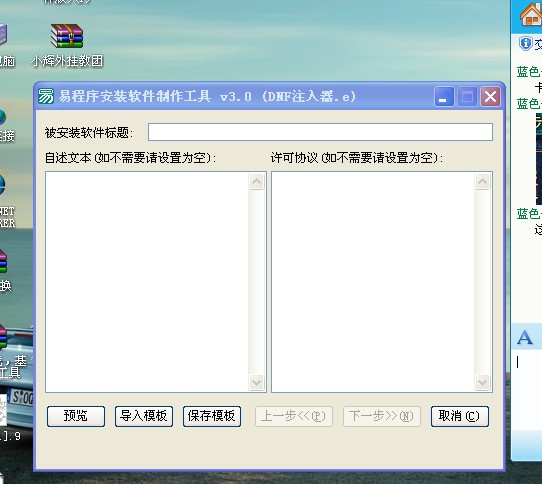 小辉外挂教团
易程序安装软件制作工具 v3.0 (DNF注入器.e)
被安装软件标题:
自述文本(如不需要请设置为空):
许可协议(如不需要请设置为空):
预览
导入模板
保存模板
上一步<<(P)
下一步>>(N)
取消(C)
电脑
连接
NET
RER
换
，基
工具
].9
交
蓝色
卡
蓝色
蓝色
这
A